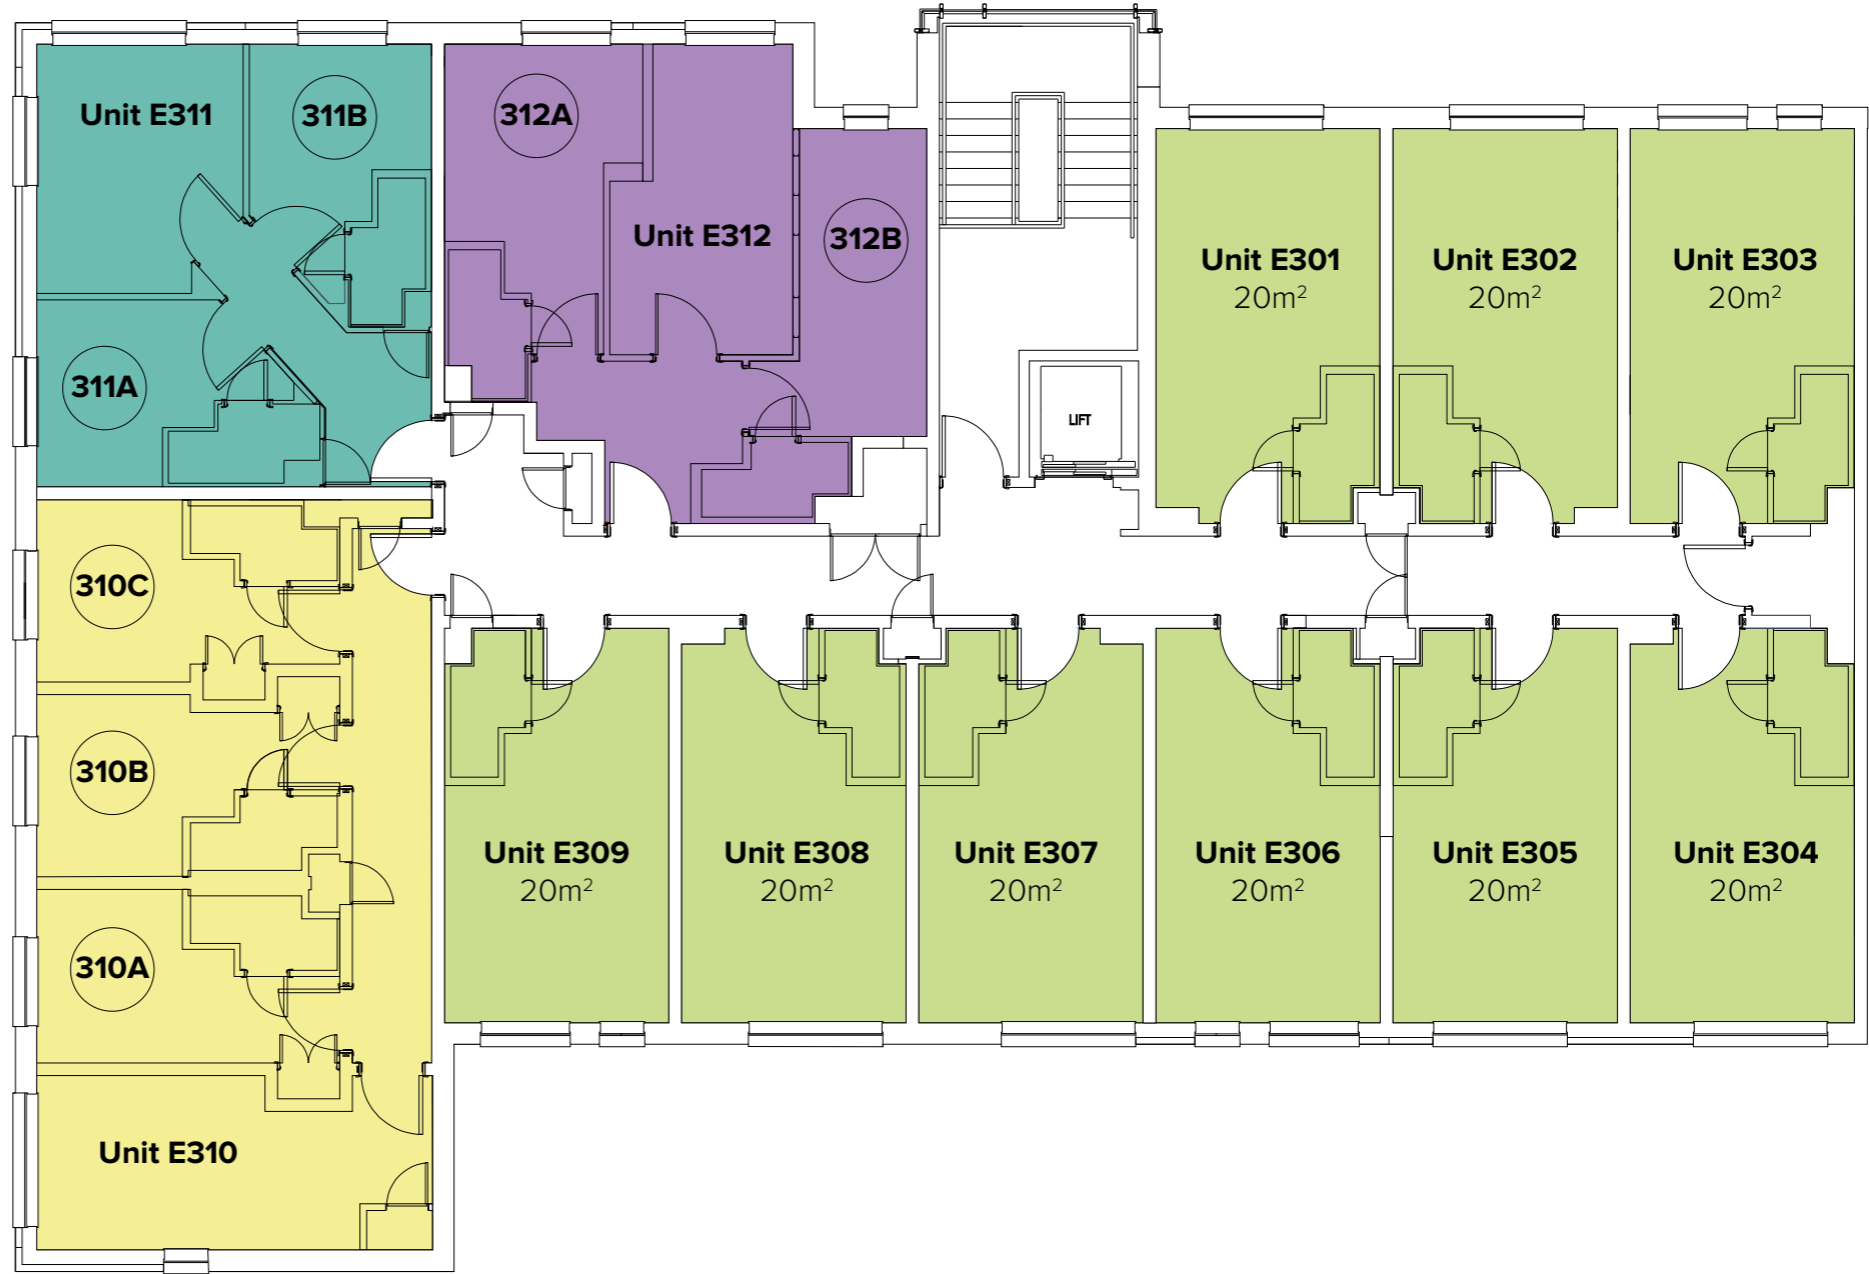 Unit E311
311B
312A
Unit E312
312B
Unit E301
20m²
Unit E302
20m²
Unit E303
20m²
311A
LIFT
310C
310B
310A
Unit E310
Unit E309
20m²
Unit E308
20m²
Unit E307
20m²
Unit E306
20m²
Unit E305
20m²
Unit E304
20m²